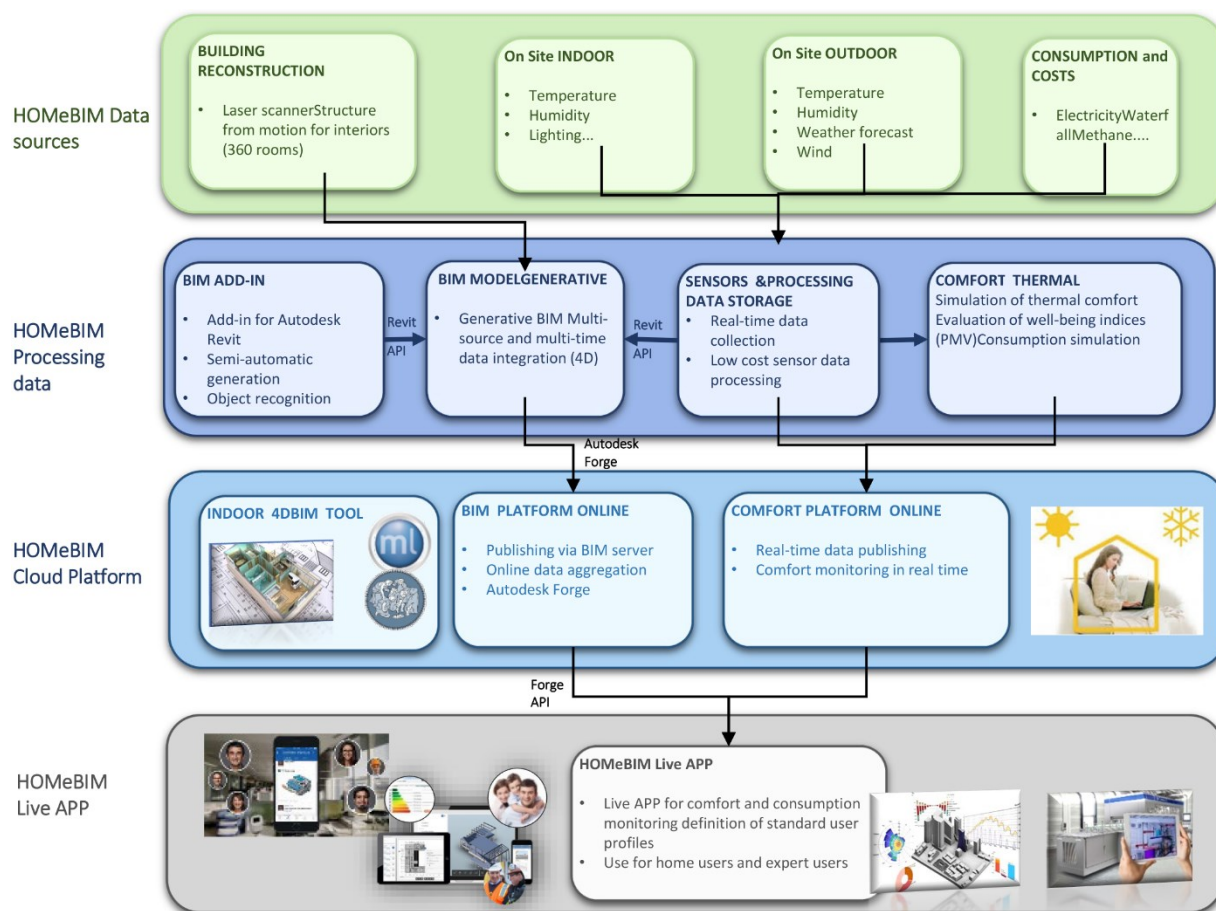 HOMeBIM Data
sources
BUILDING
RECONSTRUCTION
• Laser scannerStructure
from motion for interiors
(360 rooms)
On Site INDOOR
• Temperature
• Humidity
• Lighting...
On Site OUTDOOR
• Temperature
• Humidity
• Weather forecast
• Wind
CONSUMPTION and
COSTS
• ElectricityWaterf
allMethane....
HOMeBIM
Processing
data
BIM ADD-IN
• Add-in for Autodesk
Revit
• Semi-automatic
generation
• Object recognition
Revit
API
BIM MODELGENERATIVE
• Generative BIM Multi-
source and multi-time
data integration (4D)
Revit
API
SENSORS &PROCESSING
DATA STORAGE
• Real-time data
collection
• Low cost sensor data
processing
COMFORT THERMAL
Simulation of thermal comfort
Evaluation of well-being indices
(PMV)Consumption simulation
Autodesk
Forge
HOMeBIM
Cloud Platform
INDOOR 4DBIM TOOL
ml
BIM PLATFORM ONLINE
• Publishing via BIM server
• Online data aggregation
• Autodesk Forge
COMFORT PLATFORM ONLINE
• Real-time data publishing
• Comfort monitoring in real time
Forge
API
HOMeBIM
Live APP
HOMeBIM Live APP
• Live APP for comfort and consumption
monitoring definition of standard user
profiles
• Use for home users and expert users